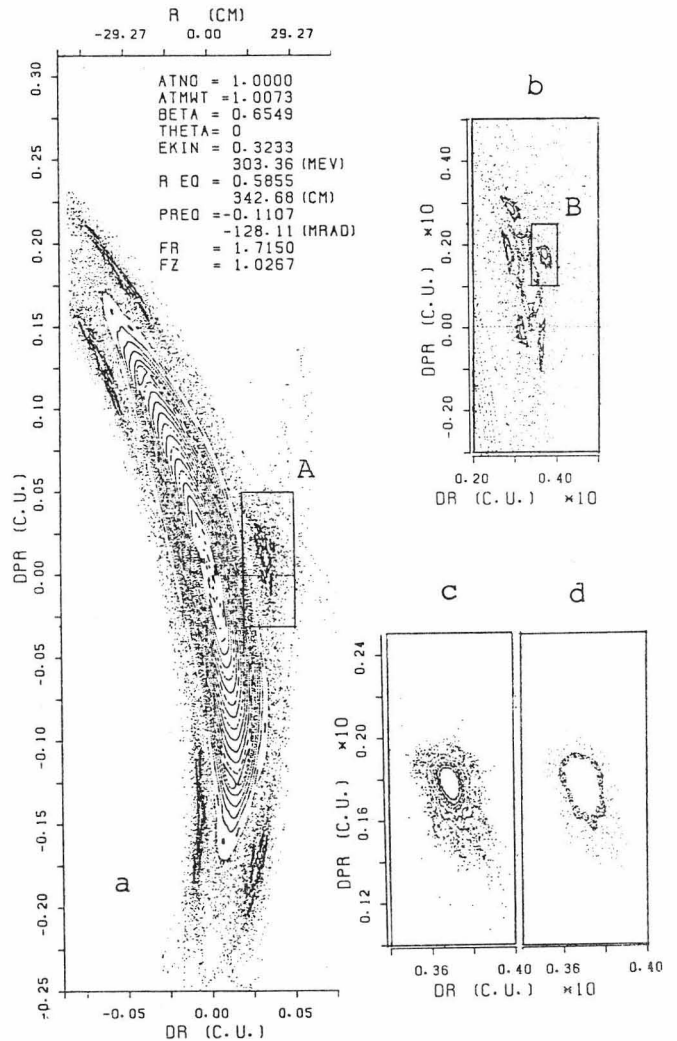 R (CM)
-29.27 0.00 29.27
0.30
0.25
0.20
0.15
0.10
0.05
0.00
-0.05
-0.10
-0.15
-0.20
-0.25
DPR (C.U.)
ATNO = 1.0000
ATMWT =1.0073
BETA = 0.6549
THETA= 0
EKIN = 0.3233
303.36 (MEV)
R EQ = 0.5855
342.68 (CM)
PREQ =-0.1107
-128.11 (MRAD)
FR = 1.7150
FZ = 1.0267
A
a
-0.05 0.00 0.05
DR (C.U.)
b
B
0.40
0.20
0.00
-0.20
DPR (C.U.) ×10
0.20 0.40
DR (C.U.) ×10
c d
0.24
0.20
0.16
0.12
DPR (C.U.) ×10
0.36 0.40 0.36 0.40
DR (C.U.) ×10 DR (C.U.) ×10